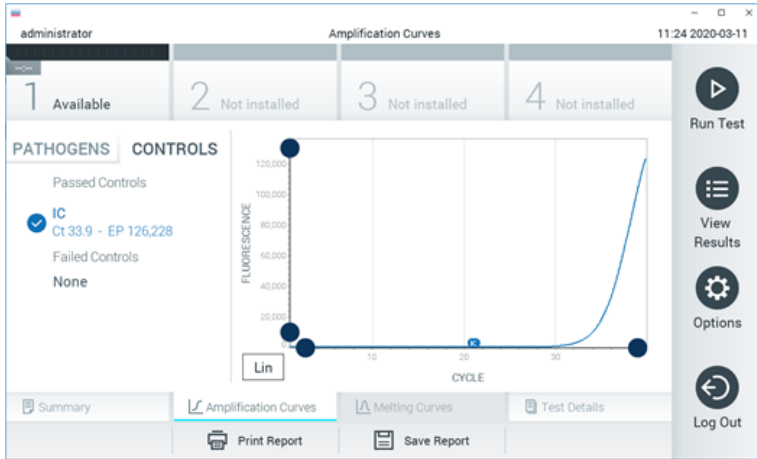 administrator
Amplification Curves
11:24 2020-03-11
--:--
1 Available
2 Not installed
3 Not installed
4 Not installed
Run Test
PATHOGENS
CONTROLS
Passed Controls
IC
Ct 33.9 - EP 126,228
Failed Controls
None
FLUORESCENCE
120,000
100,000
80,000
60,000
40,000
20,000
0
IC
10
20
30
CYCLE
Lin
View
Results
Options
Log Out
Summary
Amplification Curves
Melting Curves
Test Details
Print Report
Save Report